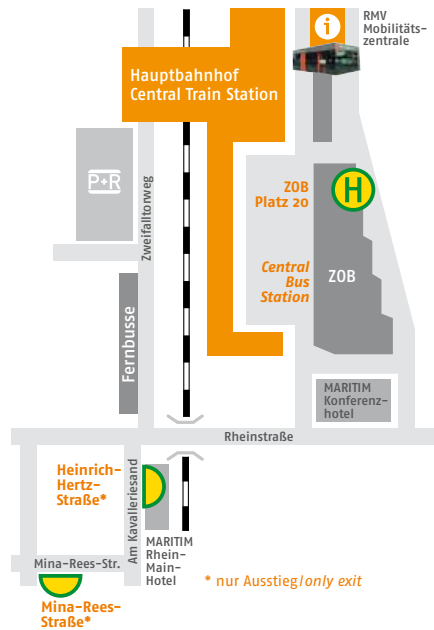 i
RMV
Mobilitäts-
zentrale
Hauptbahnhof
Central Train Station
P+R
Zweifalltorweg
ZOB
Platz 20
H
Central
Bus
Station
ZOB
Fernbusse
MARITIM
Konferenz-
hotel
Rheinstraße
Heinrich-
Hertz-
Straße*
Am Kavalleriesand
MARITIM
Rhein-
Main-
Hotel
Mina-Rees-Str.
* nur Ausstieg/only exit
Mina-Rees-
Straße*